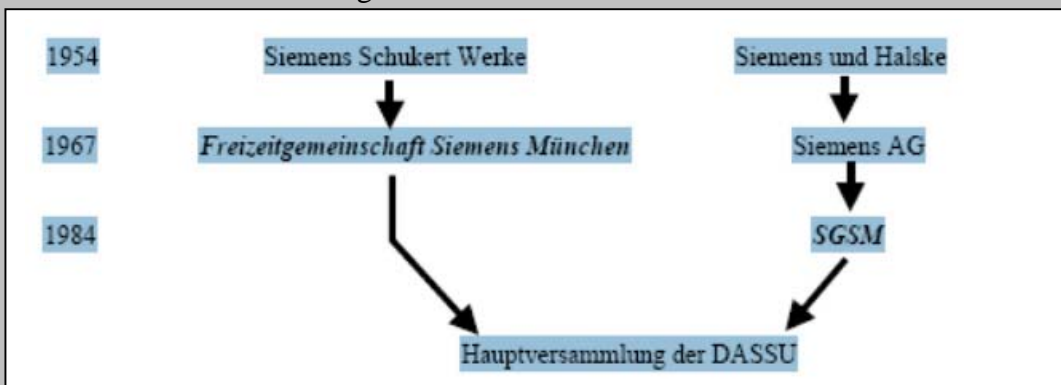 1954 Siemens Schukert Werke Siemens und Halske
1967 Freizeitgemeinschaft Siemens München Siemens AG
1984 SGSM
Hauptversammlung der DASSU